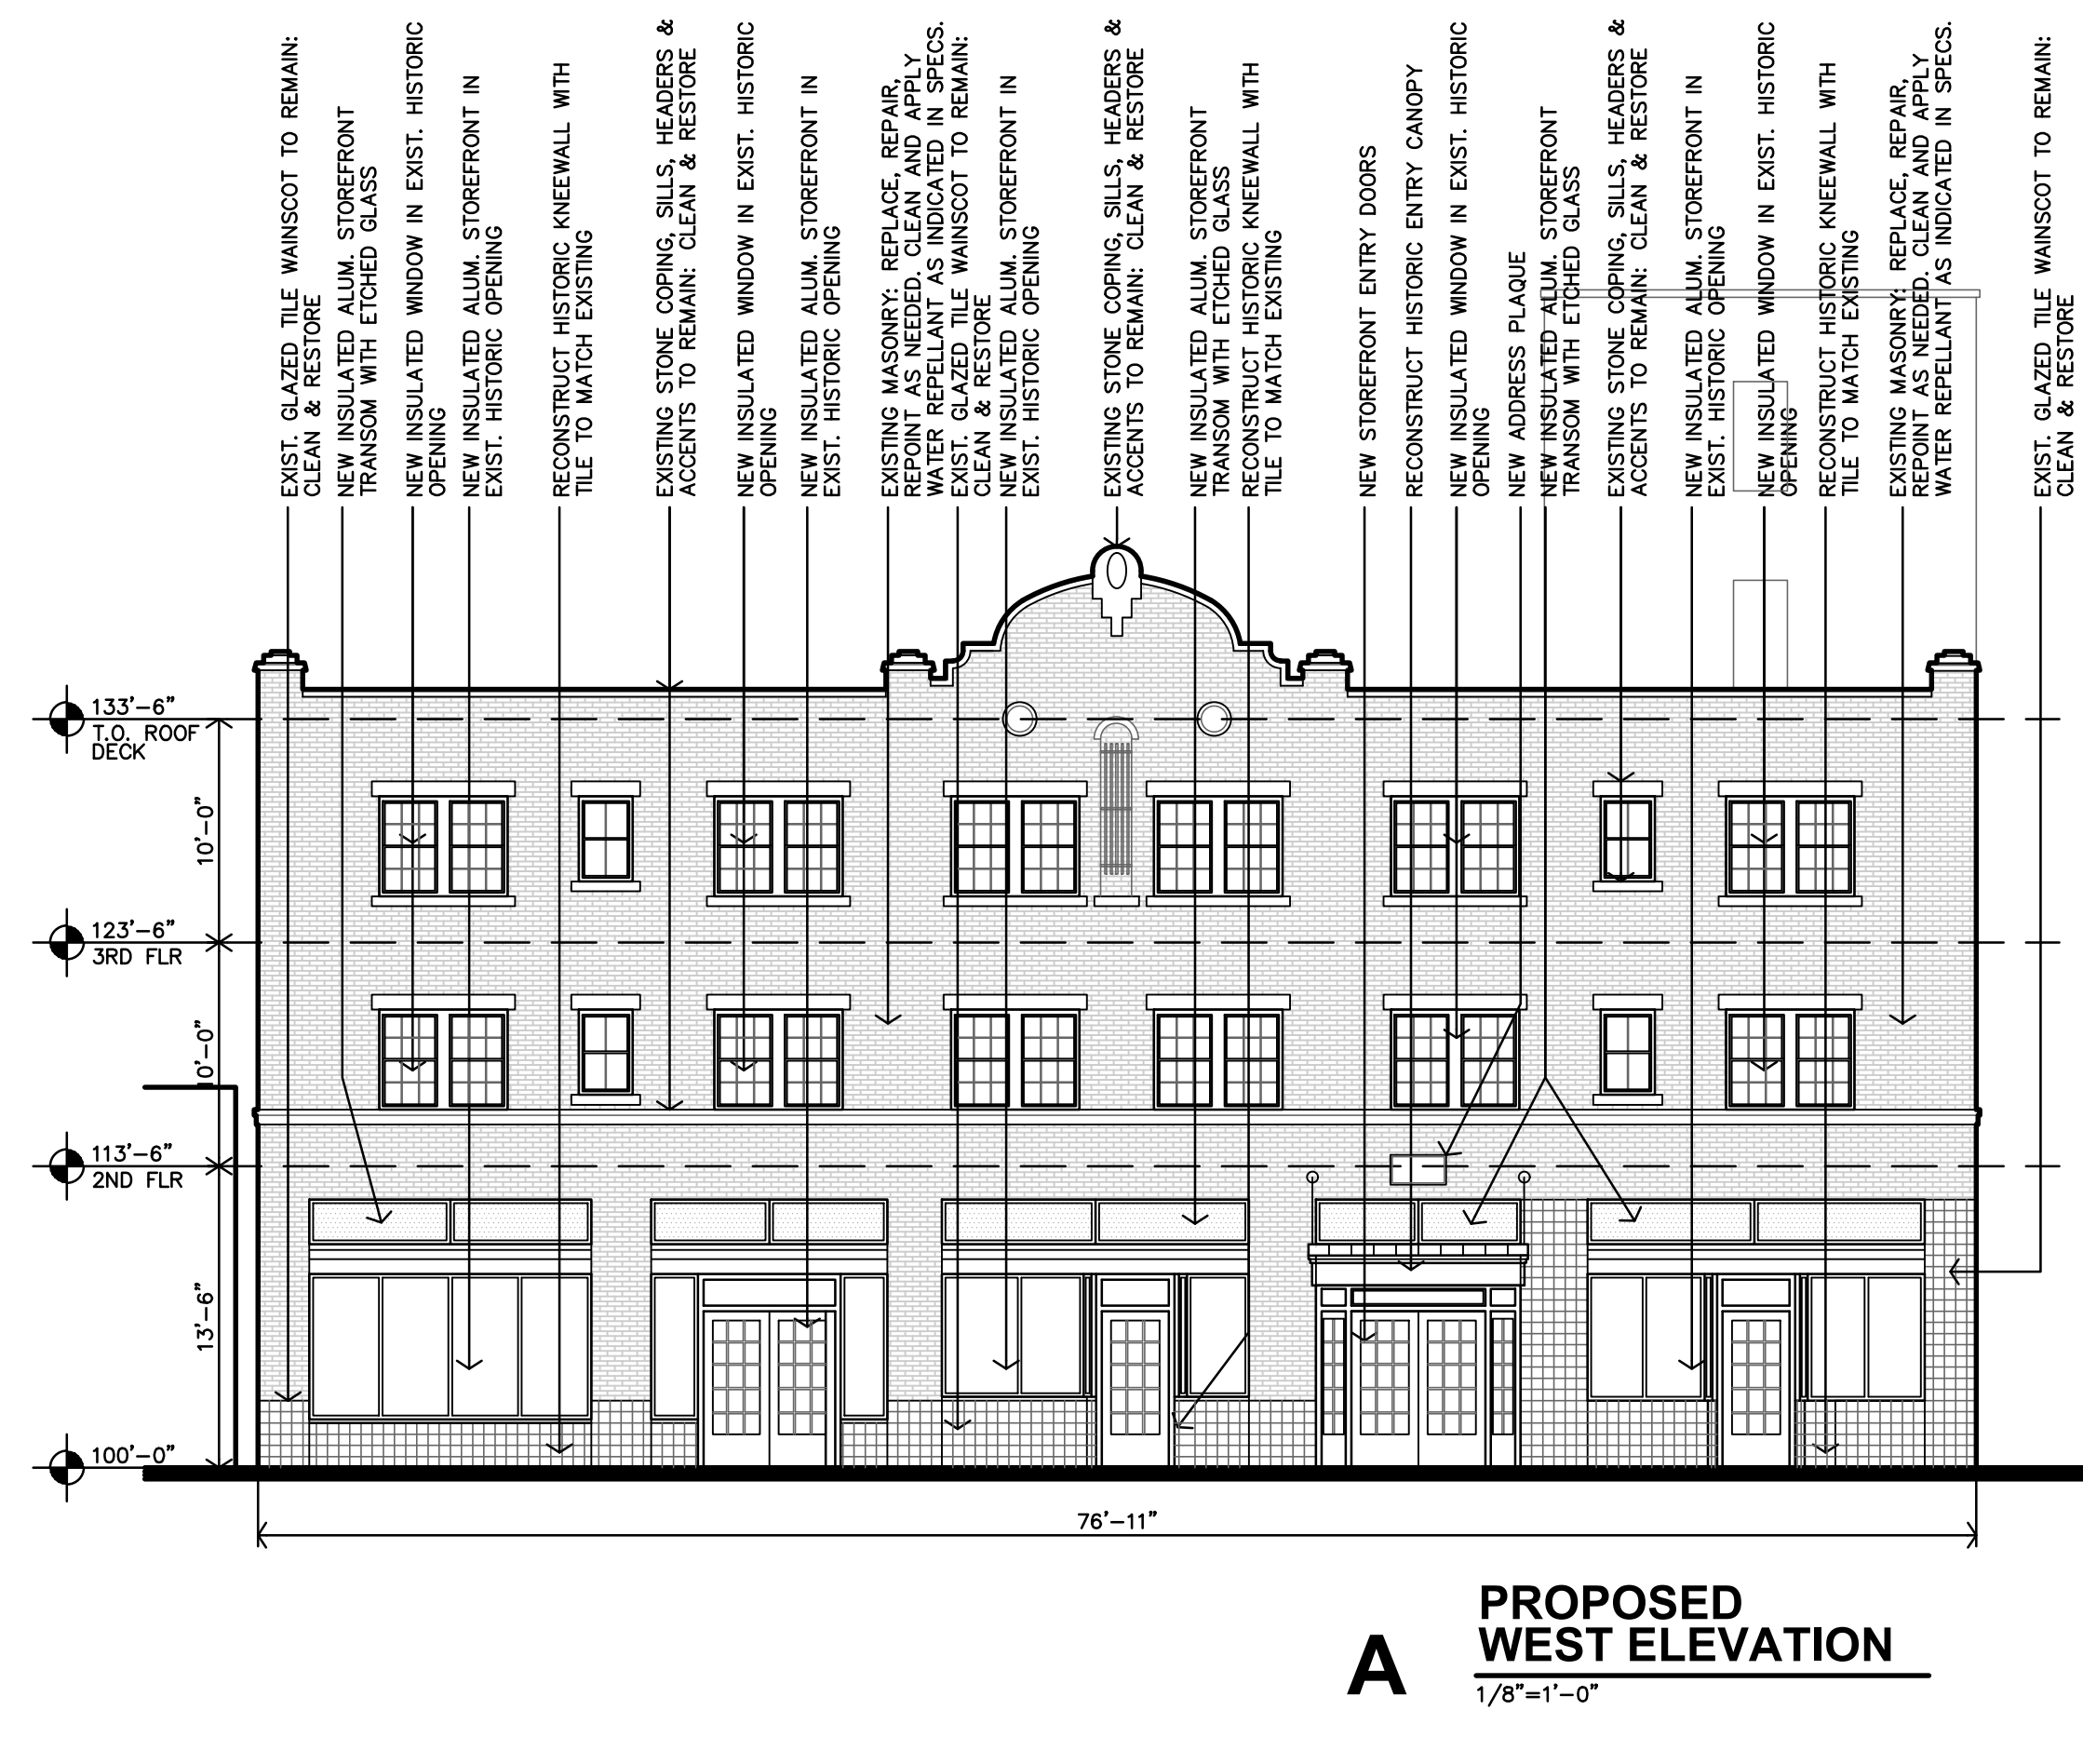 EXIST. GLAZED TILE WAINSCOT TO REMAIN:
CLEAN & RESTORE
NEW INSULATED ALUM. STOREFRONT
TRANSOM WITH ETCHED GLASS
NEW INSULATED WINDOW IN EXIST. HISTORIC
OPENING
NEW INSULATED ALUM. STOREFRONT IN
EXIST. HISTORIC OPENING
RECONSTRUCT HISTORIC KNEEWALL WITH
TILE TO MATCH EXISTING
EXISTING STONE COPING, SILLS, HEADERS &
ACCENTS TO REMAIN: CLEAN & RESTORE
NEW INSULATED WINDOW IN EXIST. HISTORIC
OPENING
NEW INSULATED ALUM. STOREFRONT IN
EXIST. HISTORIC OPENING
EXISTING MASONRY: REPLACE, REPAIR,
REPOINT AS NEEDED. CLEAN AND APPLY
WATER REPELLANT AS INDICATED IN SPECS.
EXIST. GLAZED TILE WAINSCOT TO REMAIN:
CLEAN & RESTORE
NEW INSULATED ALUM. STOREFRONT IN
EXIST. HISTORIC OPENING
EXISTING STONE COPING, SILLS, HEADERS &
ACCENTS TO REMAIN: CLEAN & RESTORE
NEW INSULATED ALUM. STOREFRONT
TRANSOM WITH ETCHED GLASS
RECONSTRUCT HISTORIC KNEEWALL WITH
TILE TO MATCH EXISTING
NEW STOREFRONT ENTRY DOORS
RECONSTRUCT HISTORIC ENTRY CANOPY
NEW INSULATED WINDOW IN EXIST. HISTORIC
OPENING
NEW ADDRESS PLAQUE
NEW INSULATED ALUM. STOREFRONT
TRANSOM WITH ETCHED GLASS
EXISTING STONE COPING, SILLS, HEADERS &
ACCENTS TO REMAIN: CLEAN & RESTORE
NEW INSULATED ALUM. STOREFRONT IN
EXIST. HISTORIC OPENING
NEW INSULATED WINDOW IN EXIST. HISTORIC
OPENING
RECONSTRUCT HISTORIC KNEEWALL WITH
TILE TO MATCH EXISTING
EXISTING MASONRY: REPLACE, REPAIR,
REPOINT AS NEEDED. CLEAN AND APPLY
WATER REPELLANT AS INDICATED IN SPECS.
EXIST. GLAZED TILE WAINSCOT TO REMAIN:
CLEAN & RESTORE
133'-6"
T.O. ROOF
DECK
10'-0"
123'-6"
3RD FLR
10'-0"
113'-6"
2ND FLR
13'-6"
100'-0"
76'-11"
A
PROPOSED
WEST ELEVATION
1/8"=1'-0"